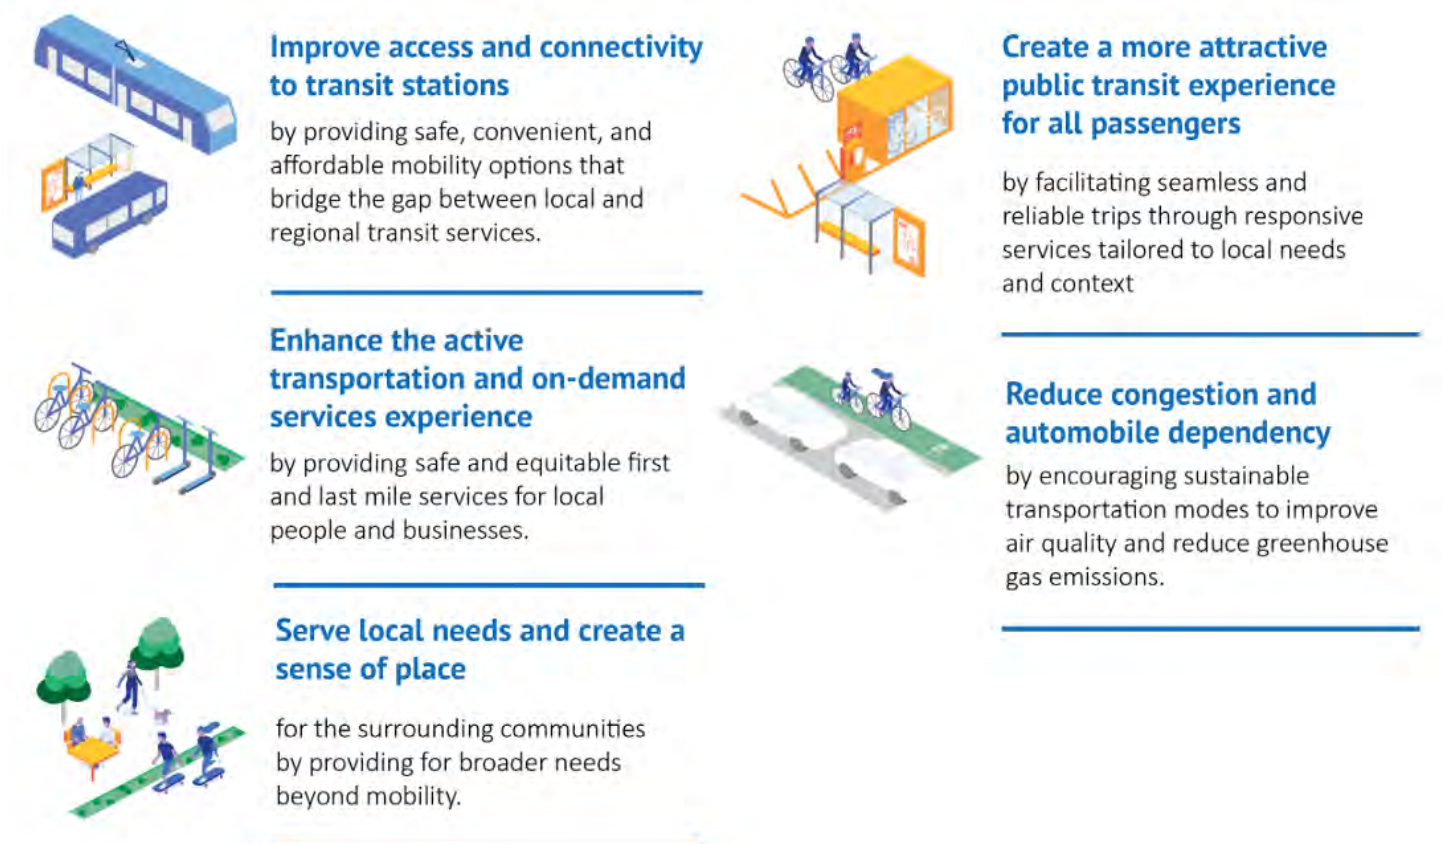 Improve access and connectivity
to transit stations
by providing safe, convenient, and
affordable mobility options that
bridge the gap between local and
regional transit services.
Enhance the active
transportation and on-demand
services experience
by providing safe and equitable first
and last mile services for local
people and businesses.
Serve local needs and create a
sense of place
for the surrounding communities
by providing for broader needs
beyond mobility.
Create a more attractive
public transit experience
for all passengers
by facilitating seamless and
reliable trips through responsive
services tailored to local needs
and context
Reduce congestion and
automobile dependency
by encouraging sustainable
transportation modes to improve
air quality and reduce greenhouse
gas emissions.